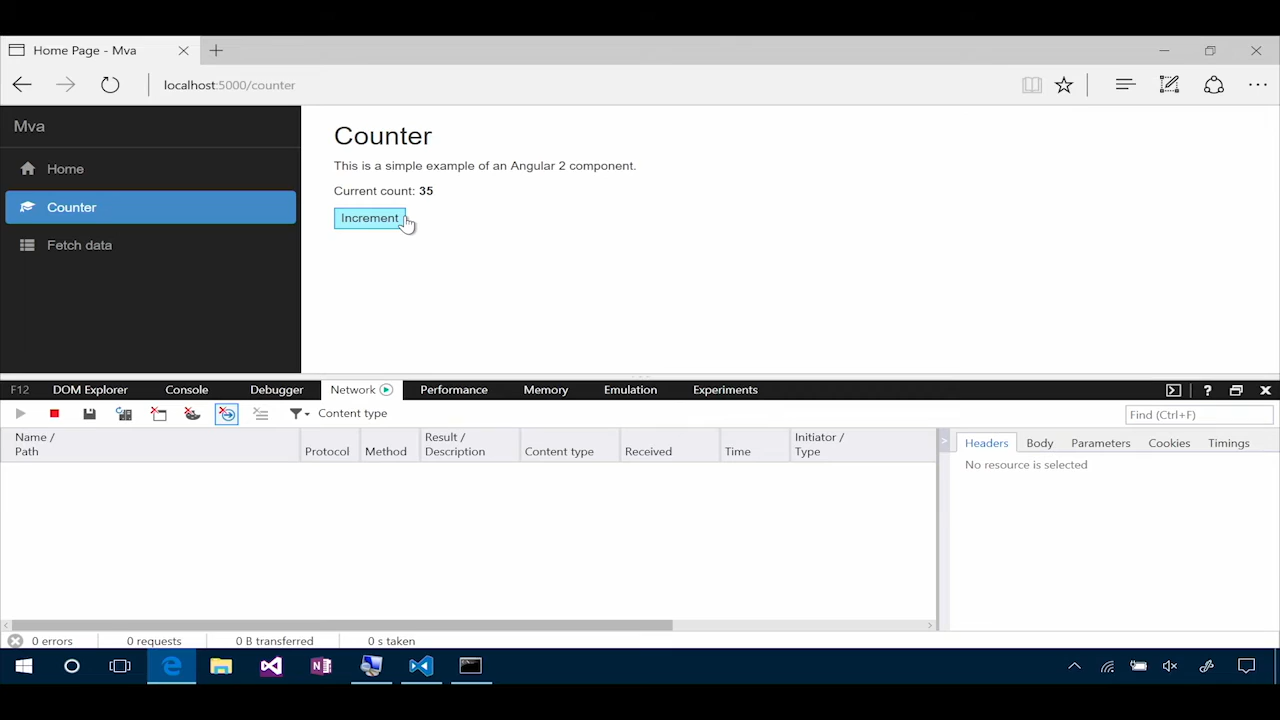 Home Page - Mva
localhost:5000/counter
Mva
Home
Counter
Fetch data
Counter
This is a simple example of an Angular 2 component.
Current count: 35
Increment
F12 DOM Explorer Console Debugger Network Performance Memory Emulation Experiments ?
Content type
Find (Ctrl+F)
Name /
Path
Protocol
Method
Result /
Description
Content type
Received
Time
Initiator /
Type
Headers Body Parameters Cookies Timings
No resource is selected
0 errors 0 requests 0 B transferred 0 s taken
N